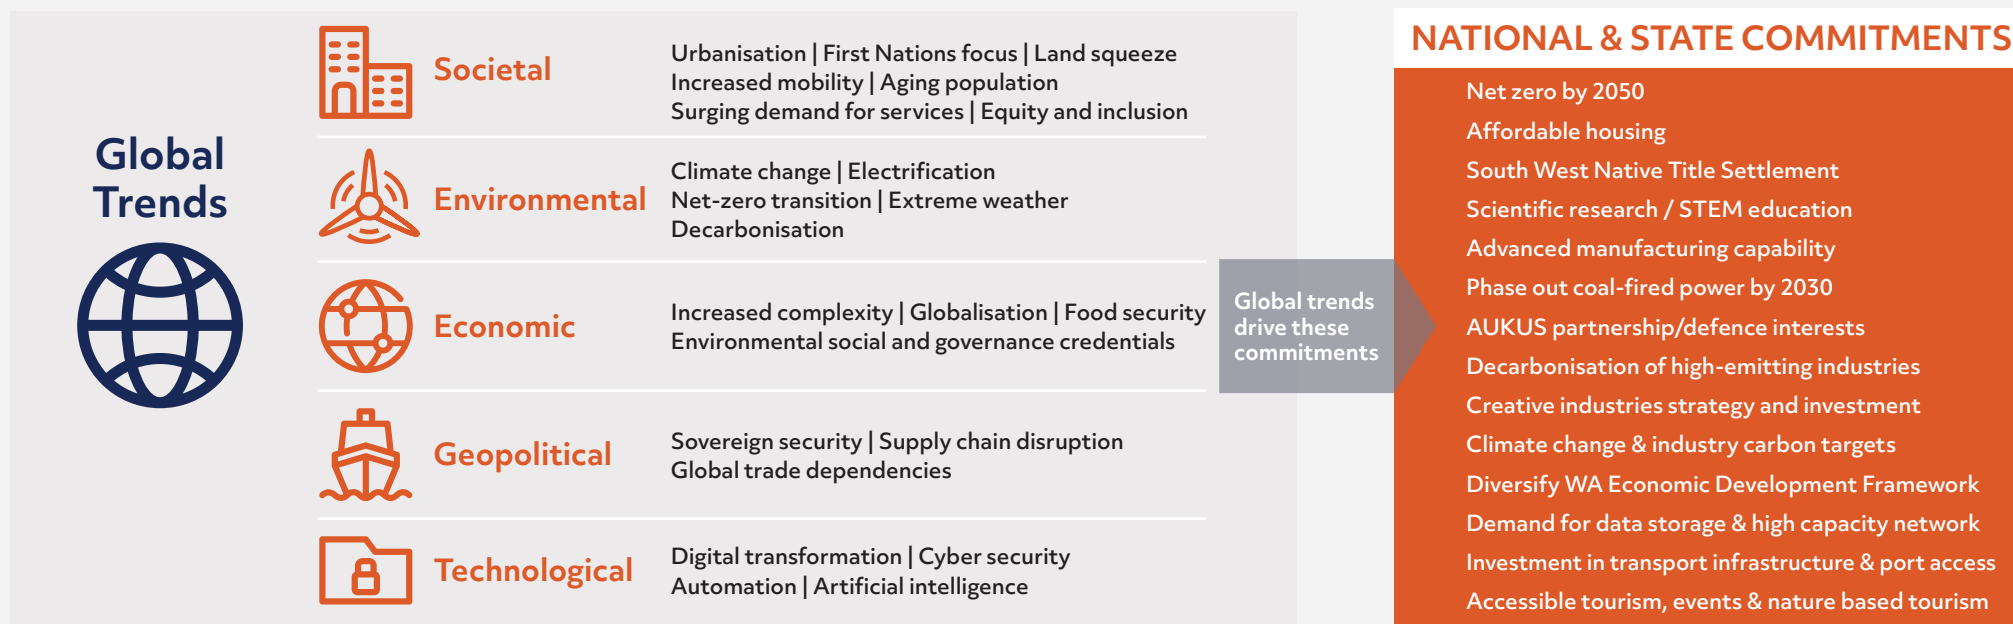 Global
Trends
Societal
Urbanisation | First Nations focus | Land squeeze
Increased mobility | Aging population
Surging demand for services | Equity and inclusion
Environmental
Climate change | Electrification
Net-zero transition | Extreme weather
Decarbonisation
Economic
Increased complexity | Globalisation | Food security
Environmental social and governance credentials
Geopolitical
Sovereign security | Supply chain disruption
Global trade dependencies
Technological
Digital transformation | Cyber security
Automation | Artificial intelligence
Global trends
drive these
commitments
NATIONAL & STATE COMMITMENTS
Net zero by 2050
Affordable housing
South West Native Title Settlement
Scientific research / STEM education
Advanced manufacturing capability
Phase out coal-fired power by 2030
AUKUS partnership/defence interests
Decarbonisation of high-emitting industries
Creative industries strategy and investment
Climate change & industry carbon targets
Diversify WA Economic Development Framework
Demand for data storage & high capacity network
Investment in transport infrastructure & port access
Accessible tourism, events & nature based tourism